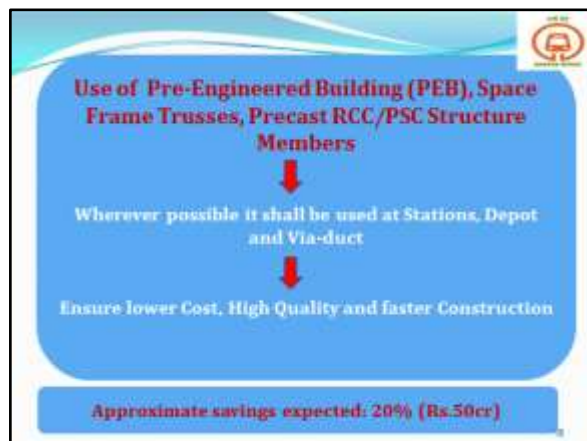 Use of Pre-Engineered Building (PEB), Space
Frame Trusses, Precast RCC/PSC Structure
Members
Wherever possible it shall be used at Stations, Depot
and Via-duct
Ensure lower Cost, High Quality and faster Construction
Approximate savings expected: 20% (Rs.50cr)